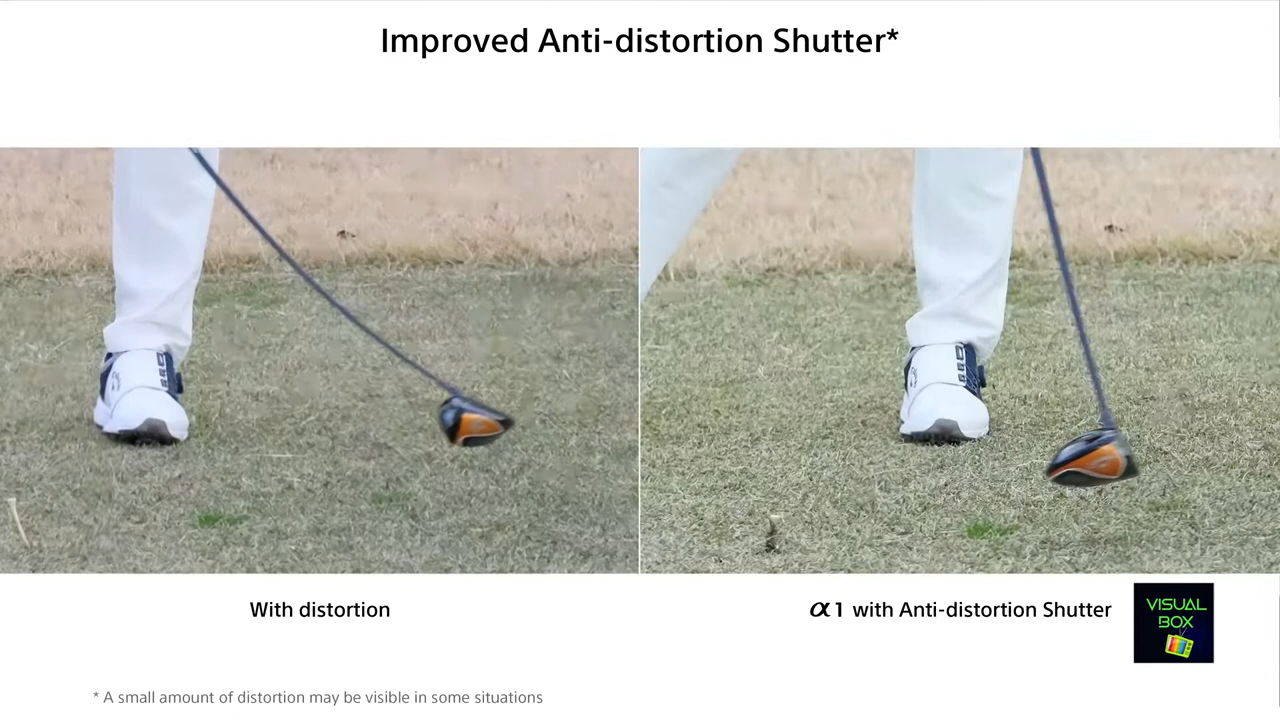 Improved Anti-distortion Shutter*
With distortion
α1 with Anti-distortion Shutter
VISUAL
BOX
* A small amount of distortion may be visible in some situations